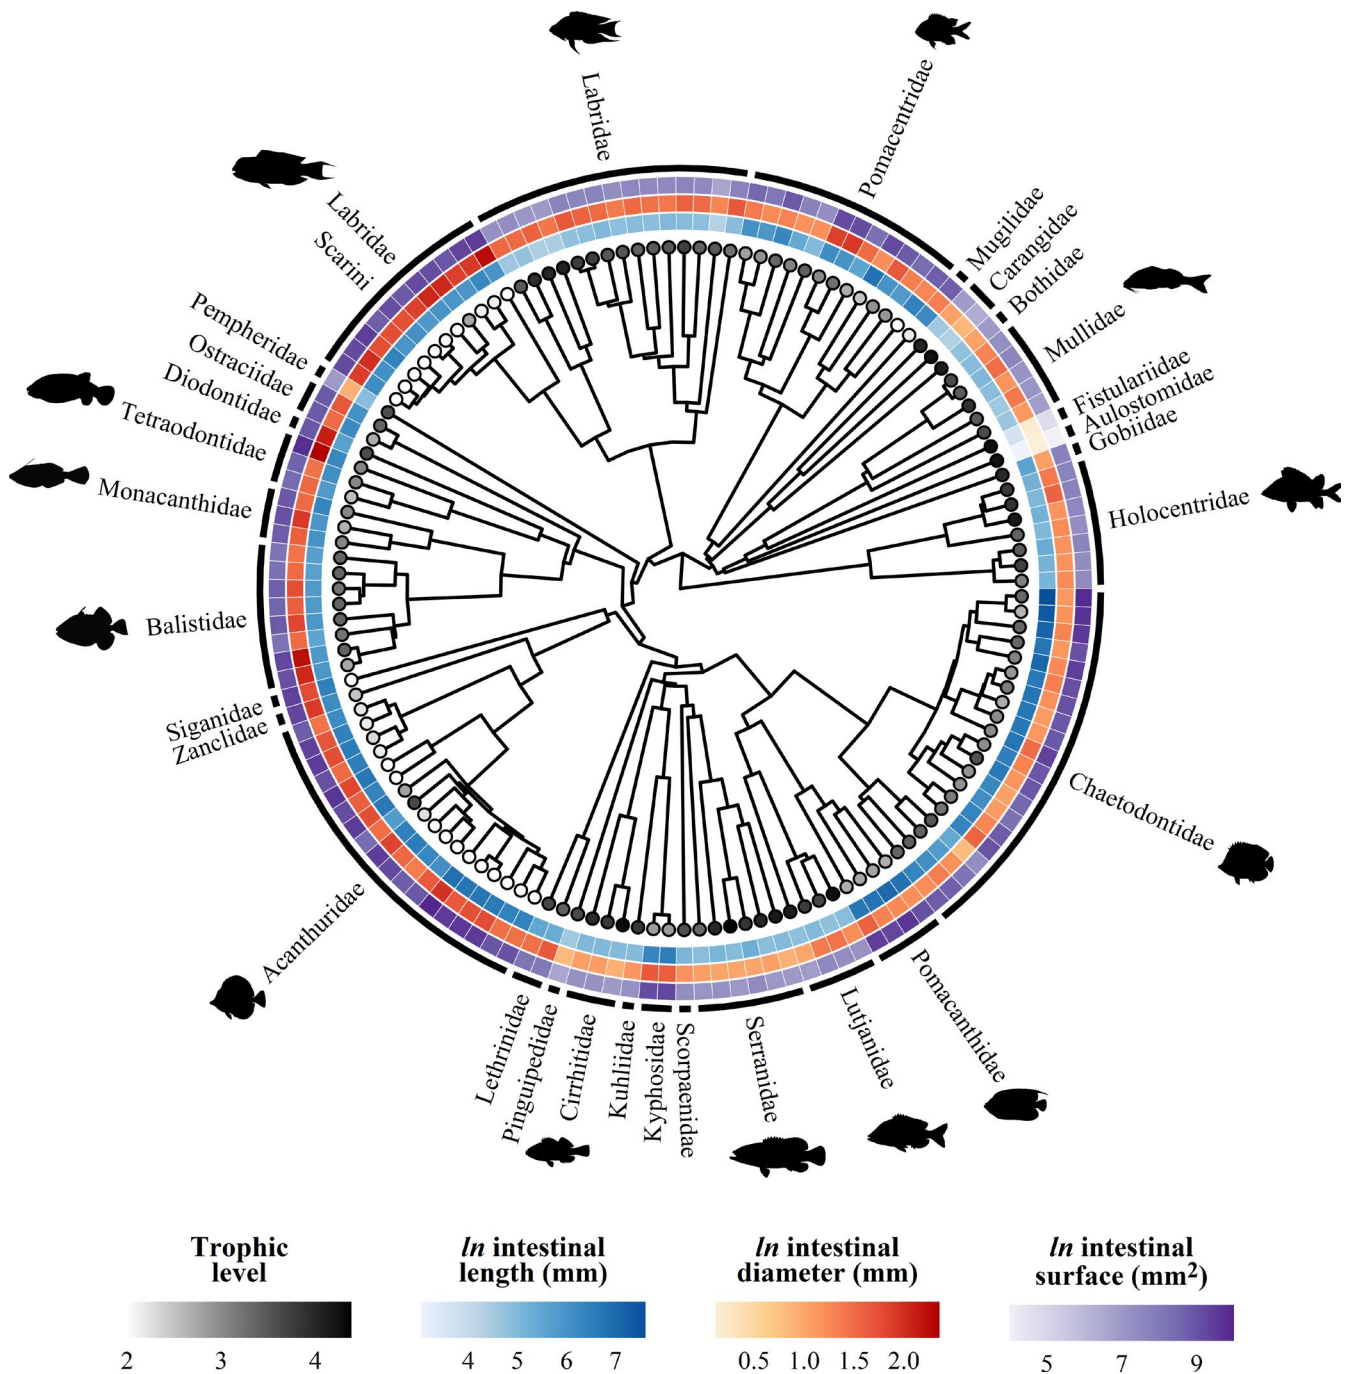 Labridae
Pomacentridae
Mugilidae
Carangidae
Bothidae
Mullidae
Fistulariidae
Aulostomidae
Gobiidae
Holocentridae
Chaetodontidae
Pomacanthidae
Lutjanidae
Serranidae
Scorpaenidae
Kyphosidae
Kuhliidae
Cirrhitidae
Pinguipedidae
Lethrinidae
Acanthuridae
Zanclidae
Siganidae
Balistidae
Monacanthidae
Tetraodontidae
Diodontidae
Ostraciidae
Pempheridae
Labridae
Scarini
Trophic
level
2 3 4
ln intestinal
length (mm)
4 5 6 7
ln intestinal
diameter (mm)
0.5 1.0 1.5 2.0
ln intestinal
surface (mm²)
5 7 9